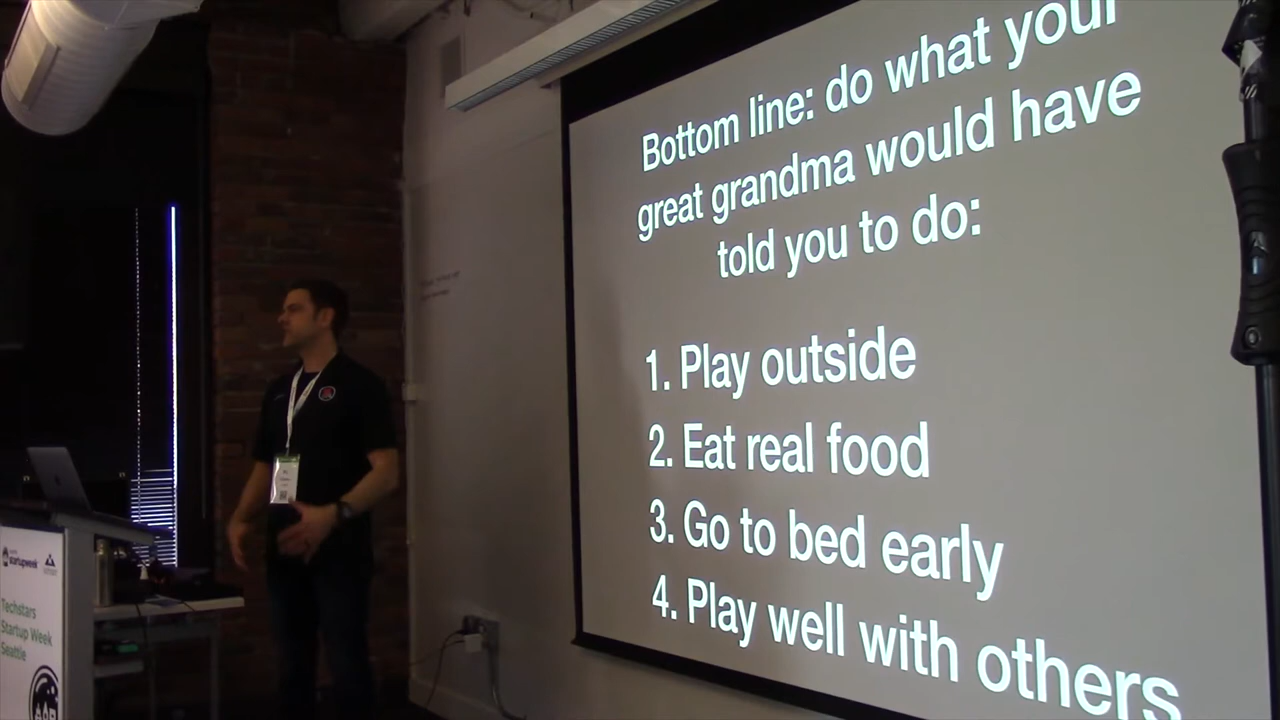 Bottom line: do what your
great grandma would have
told you to do:
1. Play outside
2. Eat real food
3. Go to bed early
4. Play well with others
startupweek
Techstars
Startup Week
Seattle